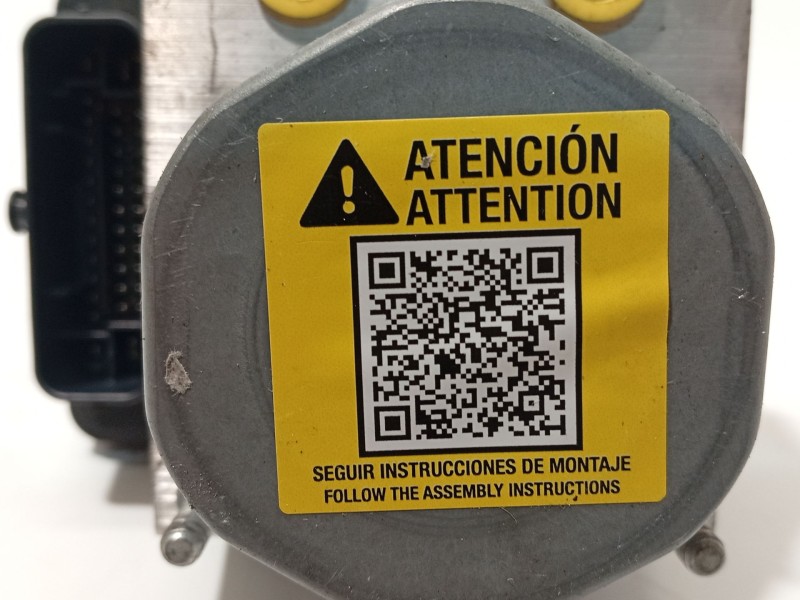 ATENCIÓN
ATTENTION
SEGUIR INSTRUCCIONES DE MONTAJE
FOLLOW THE ASSEMBLY INSTRUCTIONS